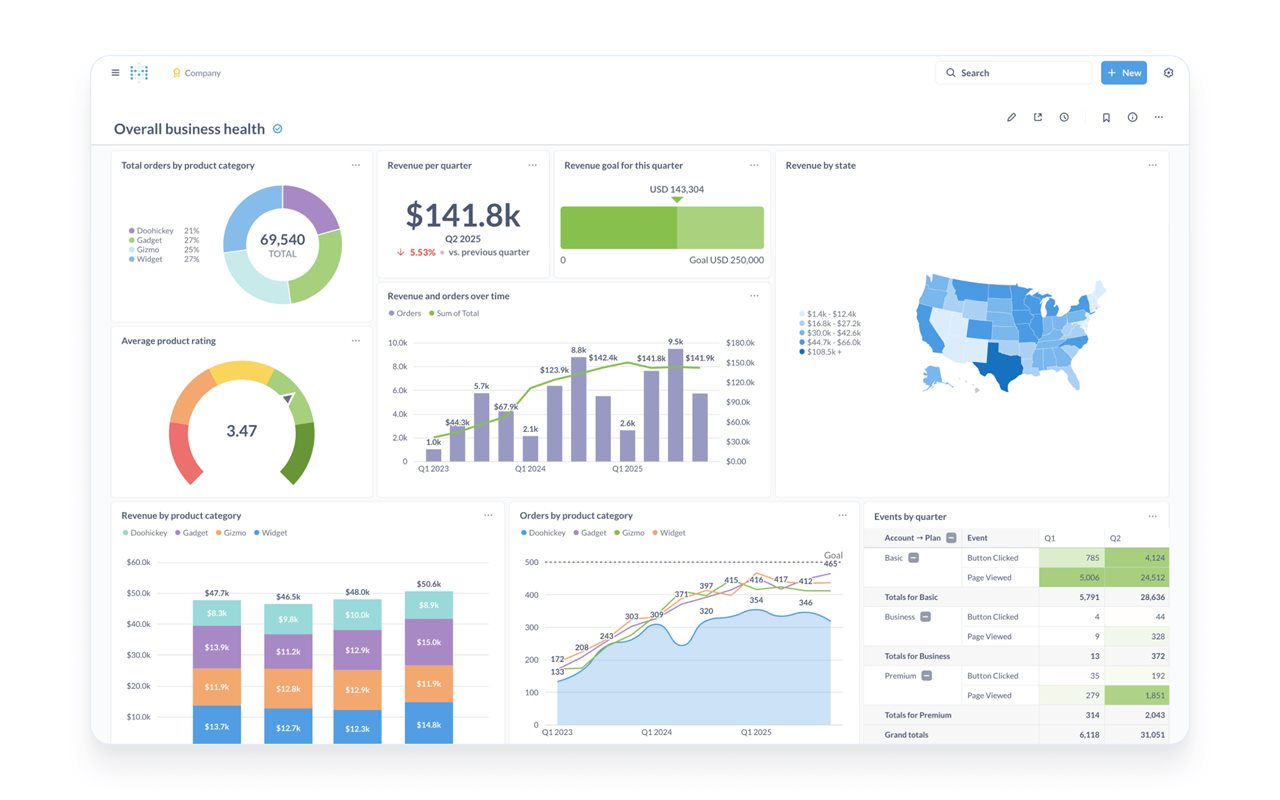 Company
Search
+ New
Overall business health
Total orders by product category
Doohickey 21%
Gadget 27%
Gizmo 25%
Widget 27%
69,540
TOTAL
Revenue per quarter
$141.8k
Q2 2025
5.53% • vs. previous quarter
Revenue goal for this quarter
USD 143,304
0 Goal USD 250,000
Revenue by state
$1.4k - $12.4k
$16.8k - $27.2k
$30.0k - $42.6k
$44.7k - $66.0k
$108.5k +
Average product rating
3.47
Revenue and orders over time
Orders Sum of Total
10.0k
8.0k
6.0k
4.0k
2.0k
0
$180.0k
$150.0k
$120.0k
$90.0k
$60.0k
$30.0k
$0.00
1.0k
$44.3k
5.7k
$67.9k
2.1k
$123.9k
8.8k
$142.4k
2.6k
$141.8k
9.5k
$141.9k
Q1 2023 Q1 2024 Q1 2025
Revenue by product category
Doohickey Gadget Gizmo Widget
$60.0k
$50.0k
$40.0k
$30.0k
$20.0k
$10.0k
$47.7k $46.5k $48.0k $50.6k
$8.3k $9.8k $10.0k $8.9k
$13.9k $11.2k $12.9k $15.0k
$11.9k $12.8k $12.9k $11.9k
$13.7k $12.7k $12.3k $14.8k
Orders by product category
Doohickey Gadget Gizmo Widget
Goal
500
400
300
200
100
0
172
133
208
243
303
309
371
397
320
415
416
354
417
412
346
465
Q1 2023 Q1 2024 Q1 2025
Events by quarter
Account → Plan Event Q1 Q2
Basic Button Clicked 785 4,124
Page Viewed 5,006 24,512
Totals for Basic 5,791 28,636
Business Button Clicked 4 44
Page Viewed 9 328
Totals for Business 13 372
Premium Button Clicked 35 192
Page Viewed 279 1,851
Totals for Premium 314 2,043
Grand totals 6,118 31,051